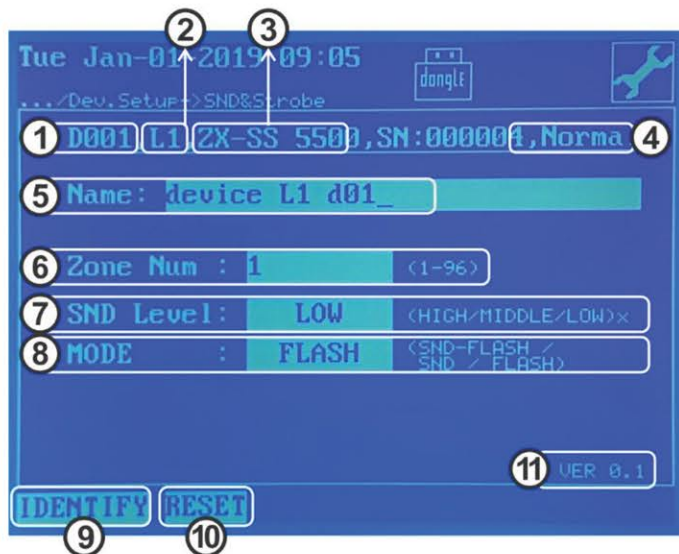 ② ③
Tue Jan-01 2019 09:05
dongle
.../Dev.Setup->SND&Strobe
① D001, L1, ZX-SS 5500, SN:000004, Norma ④
⑤ Name: device L1 d01_
⑥ Zone Num : 1 (1-96)
⑦ SND Level: LOW (HIGH/MIDDLE/LOW)x
⑧ MODE : FLASH (SND-FLASH /
SND / FLASH)
⑪ VER 0.1
IDENTIFY RESET
⑨ ⑩